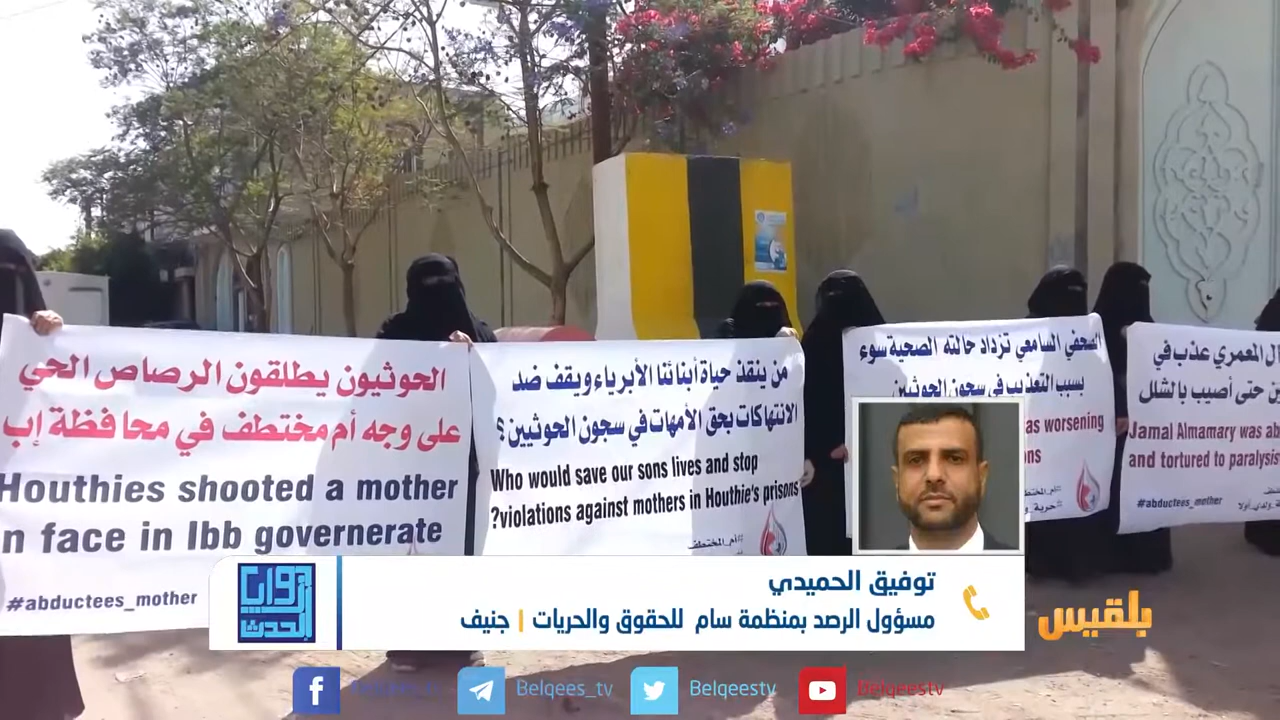 الحوثيون يطلقون الرصاص الحي
على وجه أم مختطف في محافظة إب
Houthies shooted a mother
n face in Ibb governerate
#abductees_mother
من ينقذ حياة أبنائنا الأبرياء ويقف ضد
الانتهاكات بحق الأمهات في سجون الحوثيين؟
Who would save our sons lives and stop
?violations against mothers in Houthie's prisons
#أم_المختطف
الصحفي السامعي تزداد حالته الصحية سوء
بسبب التعذيب في سجون الحوثيين
as worsening
ons
ال المعمري عذب في
ين حتى أصيب بالشلل
Jamal Almamary was ab
and tortured to paralysis
#abductees_mother
توفيق الحميدي
مسؤول الرصد بمنظمة سام للحقوق والحريات | جنيف
زوايا الحدث
بلقيس
Belqees_tv
Belqees_tv
Belqeestv
Belqeestv